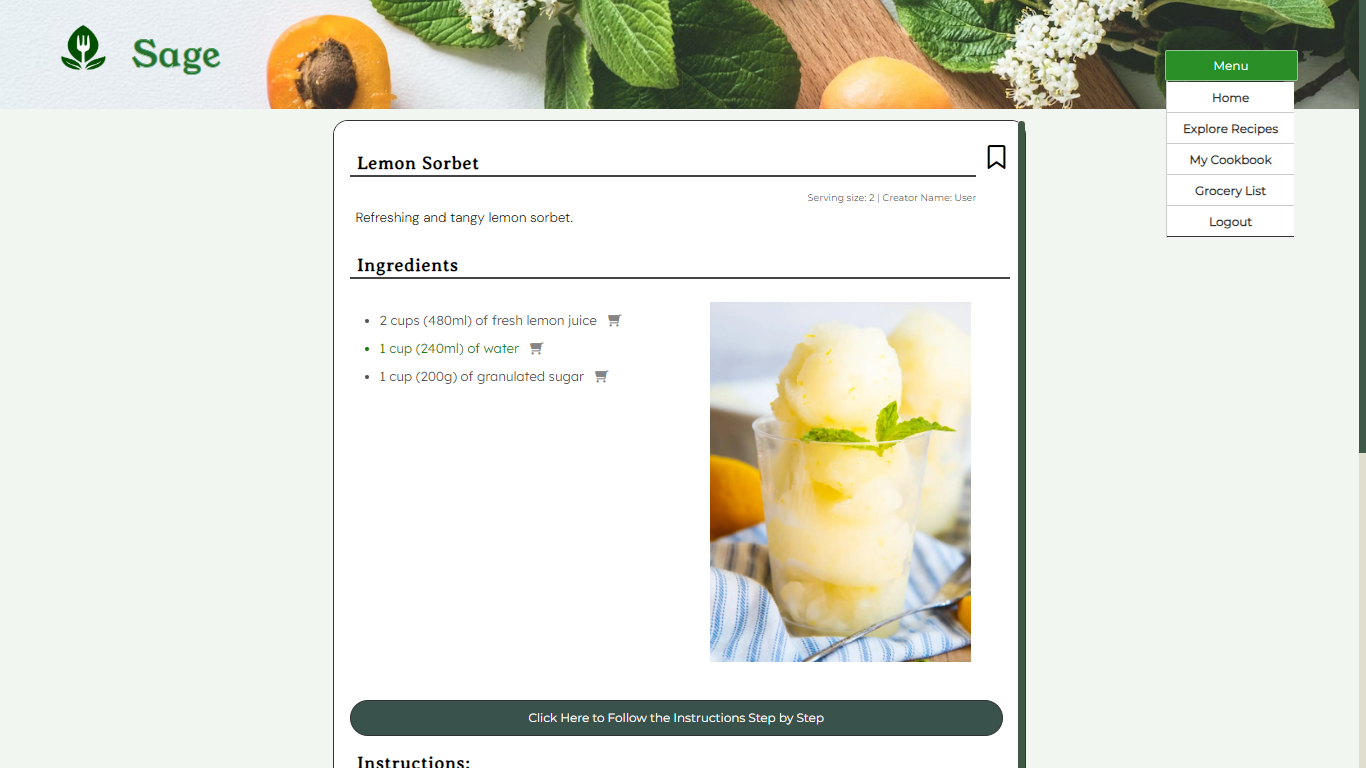 Sage
Menu
Home
Explore Recipes
My Cookbook
Grocery List
Logout
Lemon Sorbet
Serving size: 2 | Creator Name: User
Refreshing and tangy lemon sorbet.
Ingredients
2 cups (480ml) of fresh lemon juice
1 cup (240ml) of water
1 cup (200g) of granulated sugar
Click Here to Follow the Instructions Step by Step
Instructions: